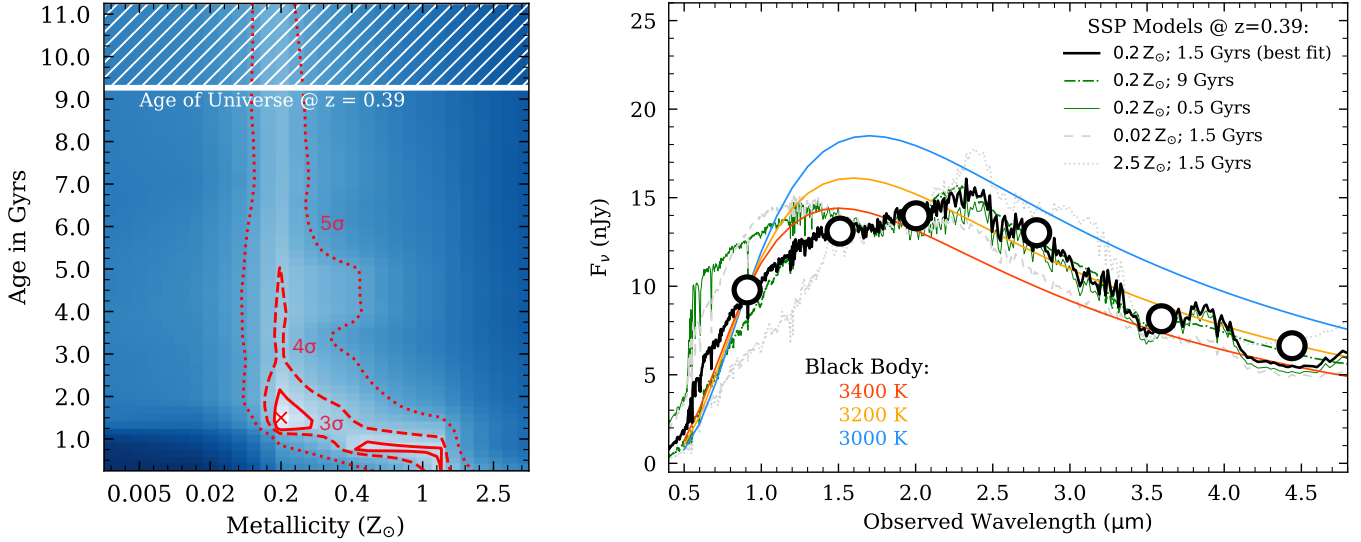 11.0
10.0
9.0
8.0
7.0
6.0
5.0
4.0
3.0
2.0
1.0
Age in Gyrs
Age of Universe @ z = 0.39
5σ
4σ
3σ
0.005 0.02 0.2 0.4 1 2.5
Metallicity (Z⊙)
25
20
15
10
5
0
Fν (nJy)
SSP Models @ z=0.39:
0.2 Z⊙; 1.5 Gyrs (best fit)
0.2 Z⊙; 9 Gyrs
0.2 Z⊙; 0.5 Gyrs
0.02 Z⊙; 1.5 Gyrs
2.5 Z⊙; 1.5 Gyrs
Black Body:
3400 K
3200 K
3000 K
0.5 1.0 1.5 2.0 2.5 3.0 3.5 4.0 4.5
Observed Wavelength (μm)